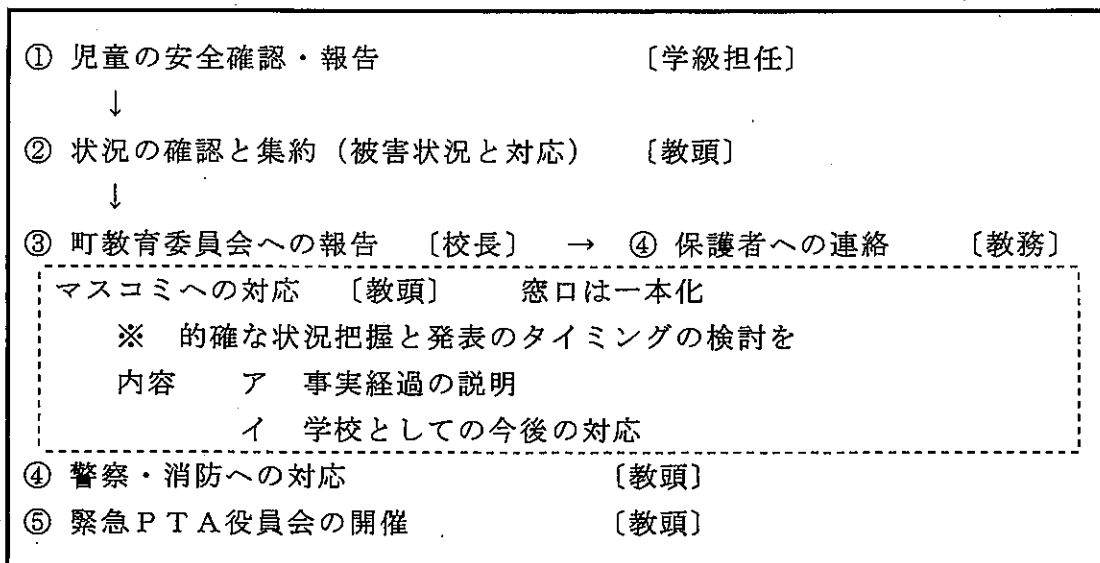 ① 児童の安全確認・報告 〔学級担任〕
↓
② 状況の確認と集約（被害状況と対応） 〔教頭〕
↓
③ 町教育委員会への報告 〔校長〕 → ④ 保護者への連絡 〔教務〕
マスコミへの対応 〔教頭〕 窓口は一本化
※ 的確な状況把握と発表のタイミングの検討を
内容 ア 事実経過の説明
イ 学校としての今後の対応
④ 警察・消防への対応 〔教頭〕
⑤ 緊急ＰＴＡ役員会の開催 〔教頭〕